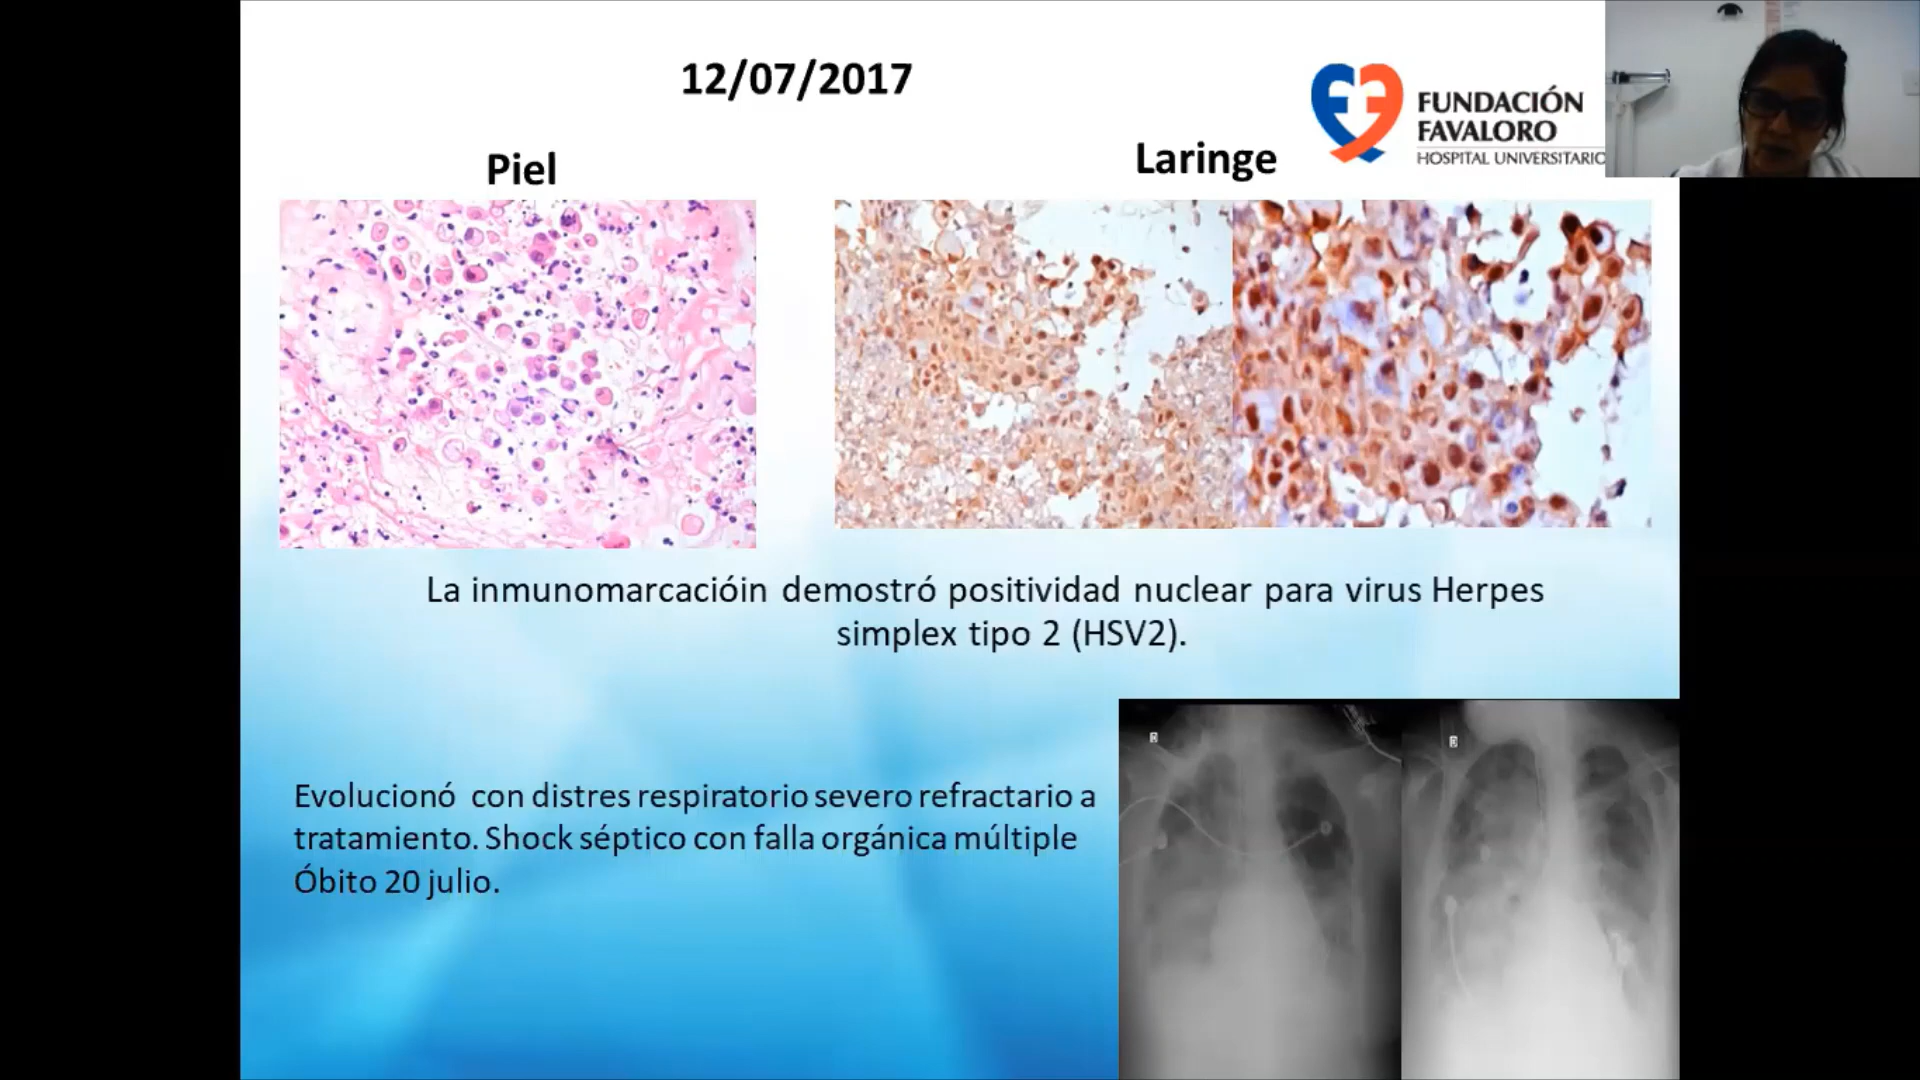 12/07/2017
FUNDACIÓN
FAVALORO
HOSPITAL UNIVERSITARIO
Piel
Laringe
La inmunomarcacióin demostró positividad nuclear para virus Herpes
simplex tipo 2 (HSV2).
Evolucionó con distres respiratorio severo refractario a
tratamiento. Shock séptico con falla orgánica múltiple
Óbito 20 julio.
D
D